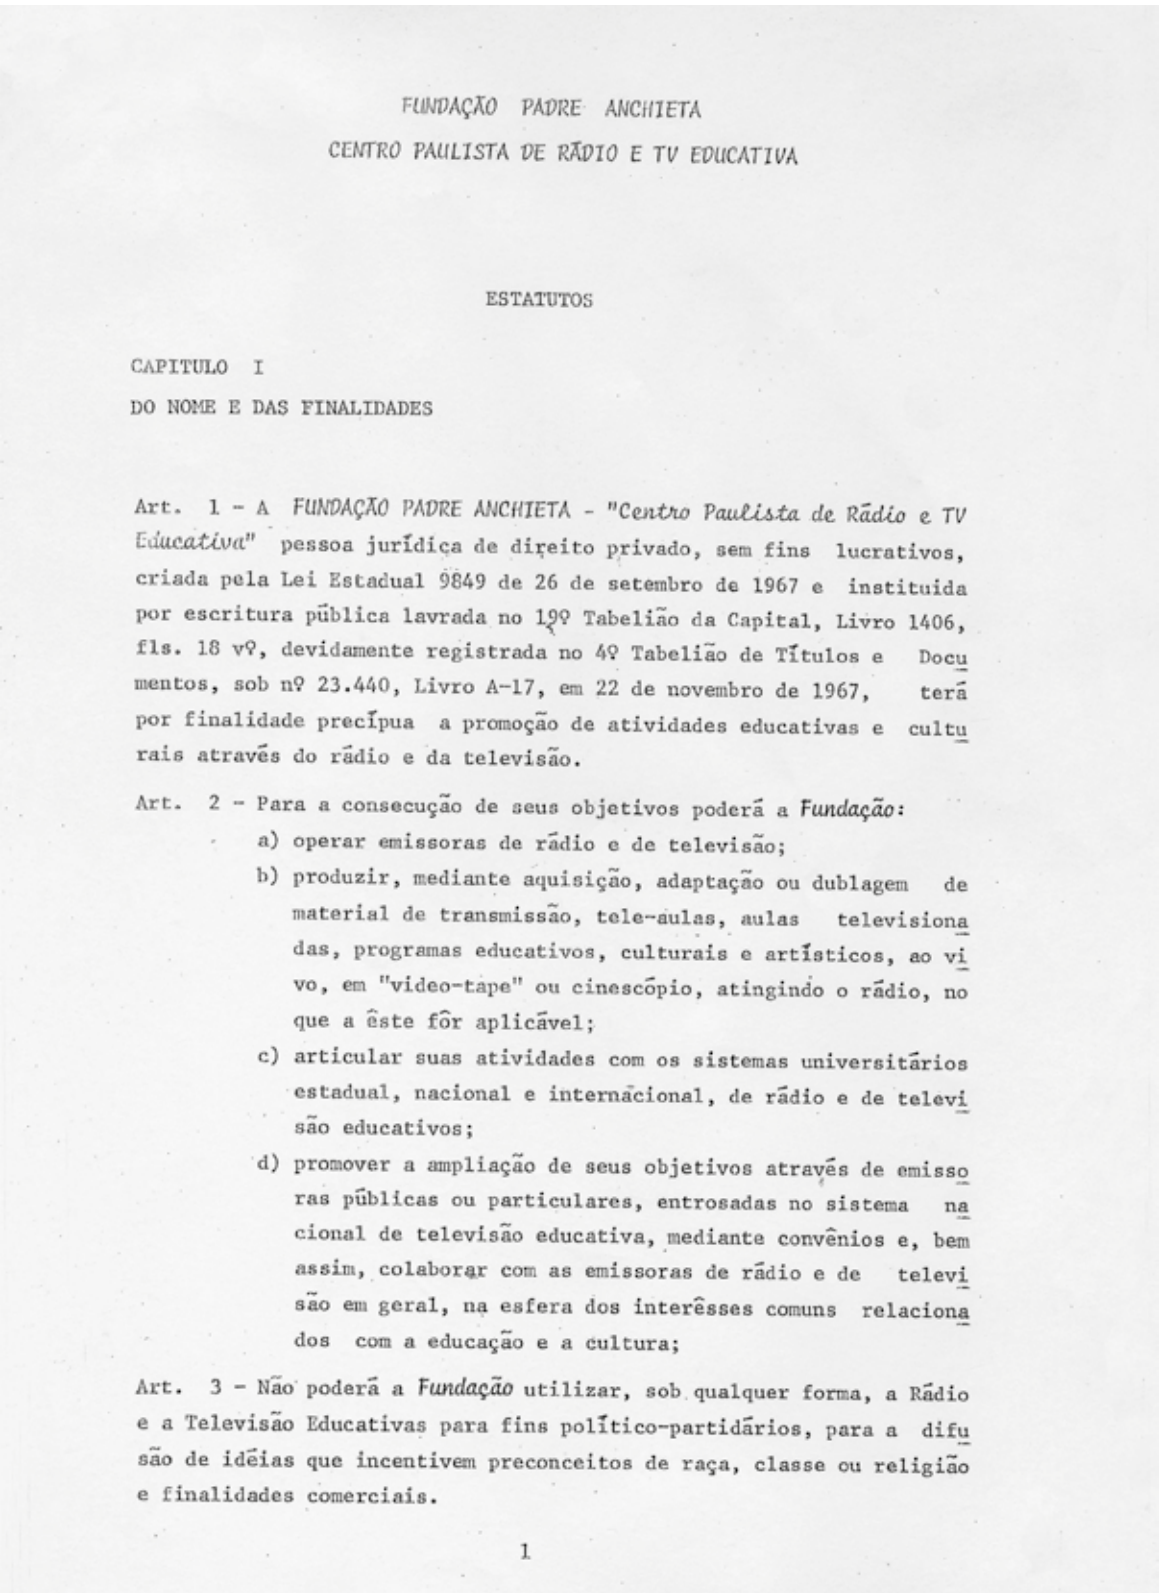 FUNDAÇÃO PADRE ANCHIETA
CENTRO PAULISTA DE RÁDIO E TV EDUCATIVA
ESTATUTOS
CAPITULO I
DO NOME E DAS FINALIDADES
Art. 1 - A FUNDAÇÃO PADRE ANCHIETA - "Centro Paulista de Rádio e TV
Educativa" pessoa jurídica de direito privado, sem fins lucrativos,
criada pela Lei Estadual 9849 de 26 de setembro de 1967 e instituida
por escritura pública lavrada no 19º Tabelião da Capital, Livro 1406,
fls. 18 vº, devidamente registrada no 4º Tabelião de Títulos e Docu
mentos, sob nº 23.440, Livro A-17, em 22 de novembro de 1967, terá
por finalidade precípua a promoção de atividades educativas e cultu
rais através do rádio e da televisão.
Art. 2 - Para a consecução de seus objetivos poderá a Fundação:
a) operar emissoras de rádio e de televisão;
b) produzir, mediante aquisição, adaptação ou dublagem de
material de transmissão, tele-aulas, aulas televisiona
das, programas educativos, culturais e artísticos, ao vi
vo, em "video-tape" ou cinescópio, atingindo o rádio, no
que a êste fôr aplicável;
c) articular suas atividades com os sistemas universitários
estadual, nacional e internacional, de rádio e de televi
são educativos;
d) promover a ampliação de seus objetivos através de emisso
ras públicas ou particulares, entrosadas no sistema na
cional de televisão educativa, mediante convênios e, bem
assim, colaborar com as emissoras de rádio e de televi
são em geral, na esfera dos interêsses comuns relaciona
dos com a educação e a cultura;
Art. 3 - Não poderá a Fundação utilizar, sob qualquer forma, a Rádio
e a Televisão Educativas para fins político-partidários, para a difu
são de idéias que incentivem preconceitos de raça, classe ou religião
e finalidades comerciais.
1